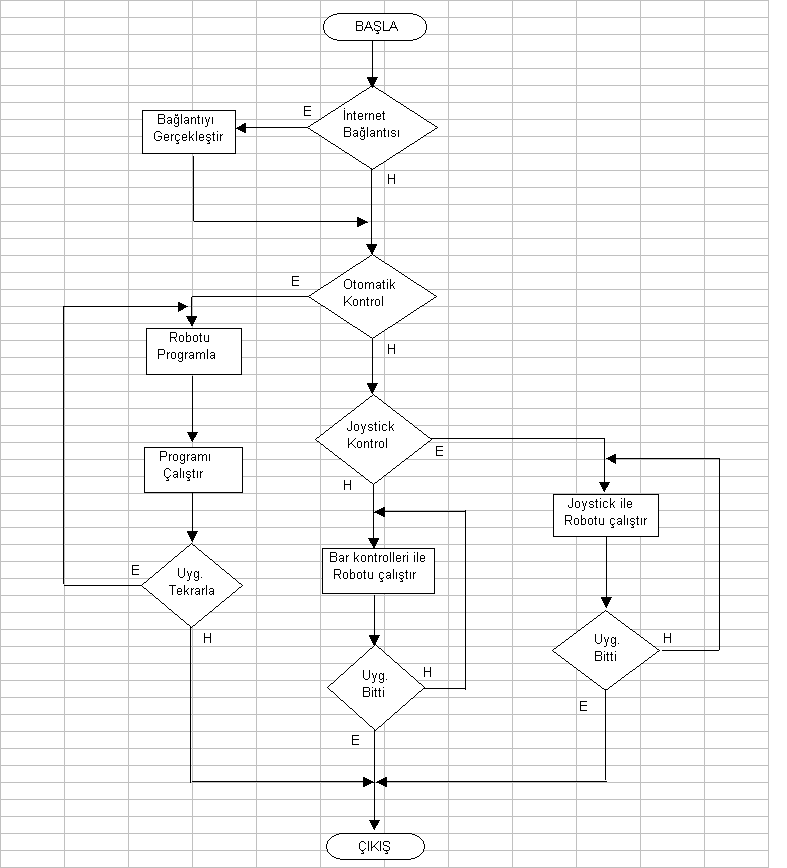 BAŞLA
E
İnternet
Bağlantısı
Bağlantıyı
Gerçekleştir
H
E
Otomatik
Kontrol
Robotu
Programla
H
Joystick
Kontrol
E
Programı
Çalıştır
H
Joystick ile
Robotu çalıştır
Bar kontrolleri ile
Robotu çalıştır
E
Uyg.
Tekrarla
H
Uyg.
Bitti
H
Uyg.
Bitti
H
E
E
ÇIKIŞ